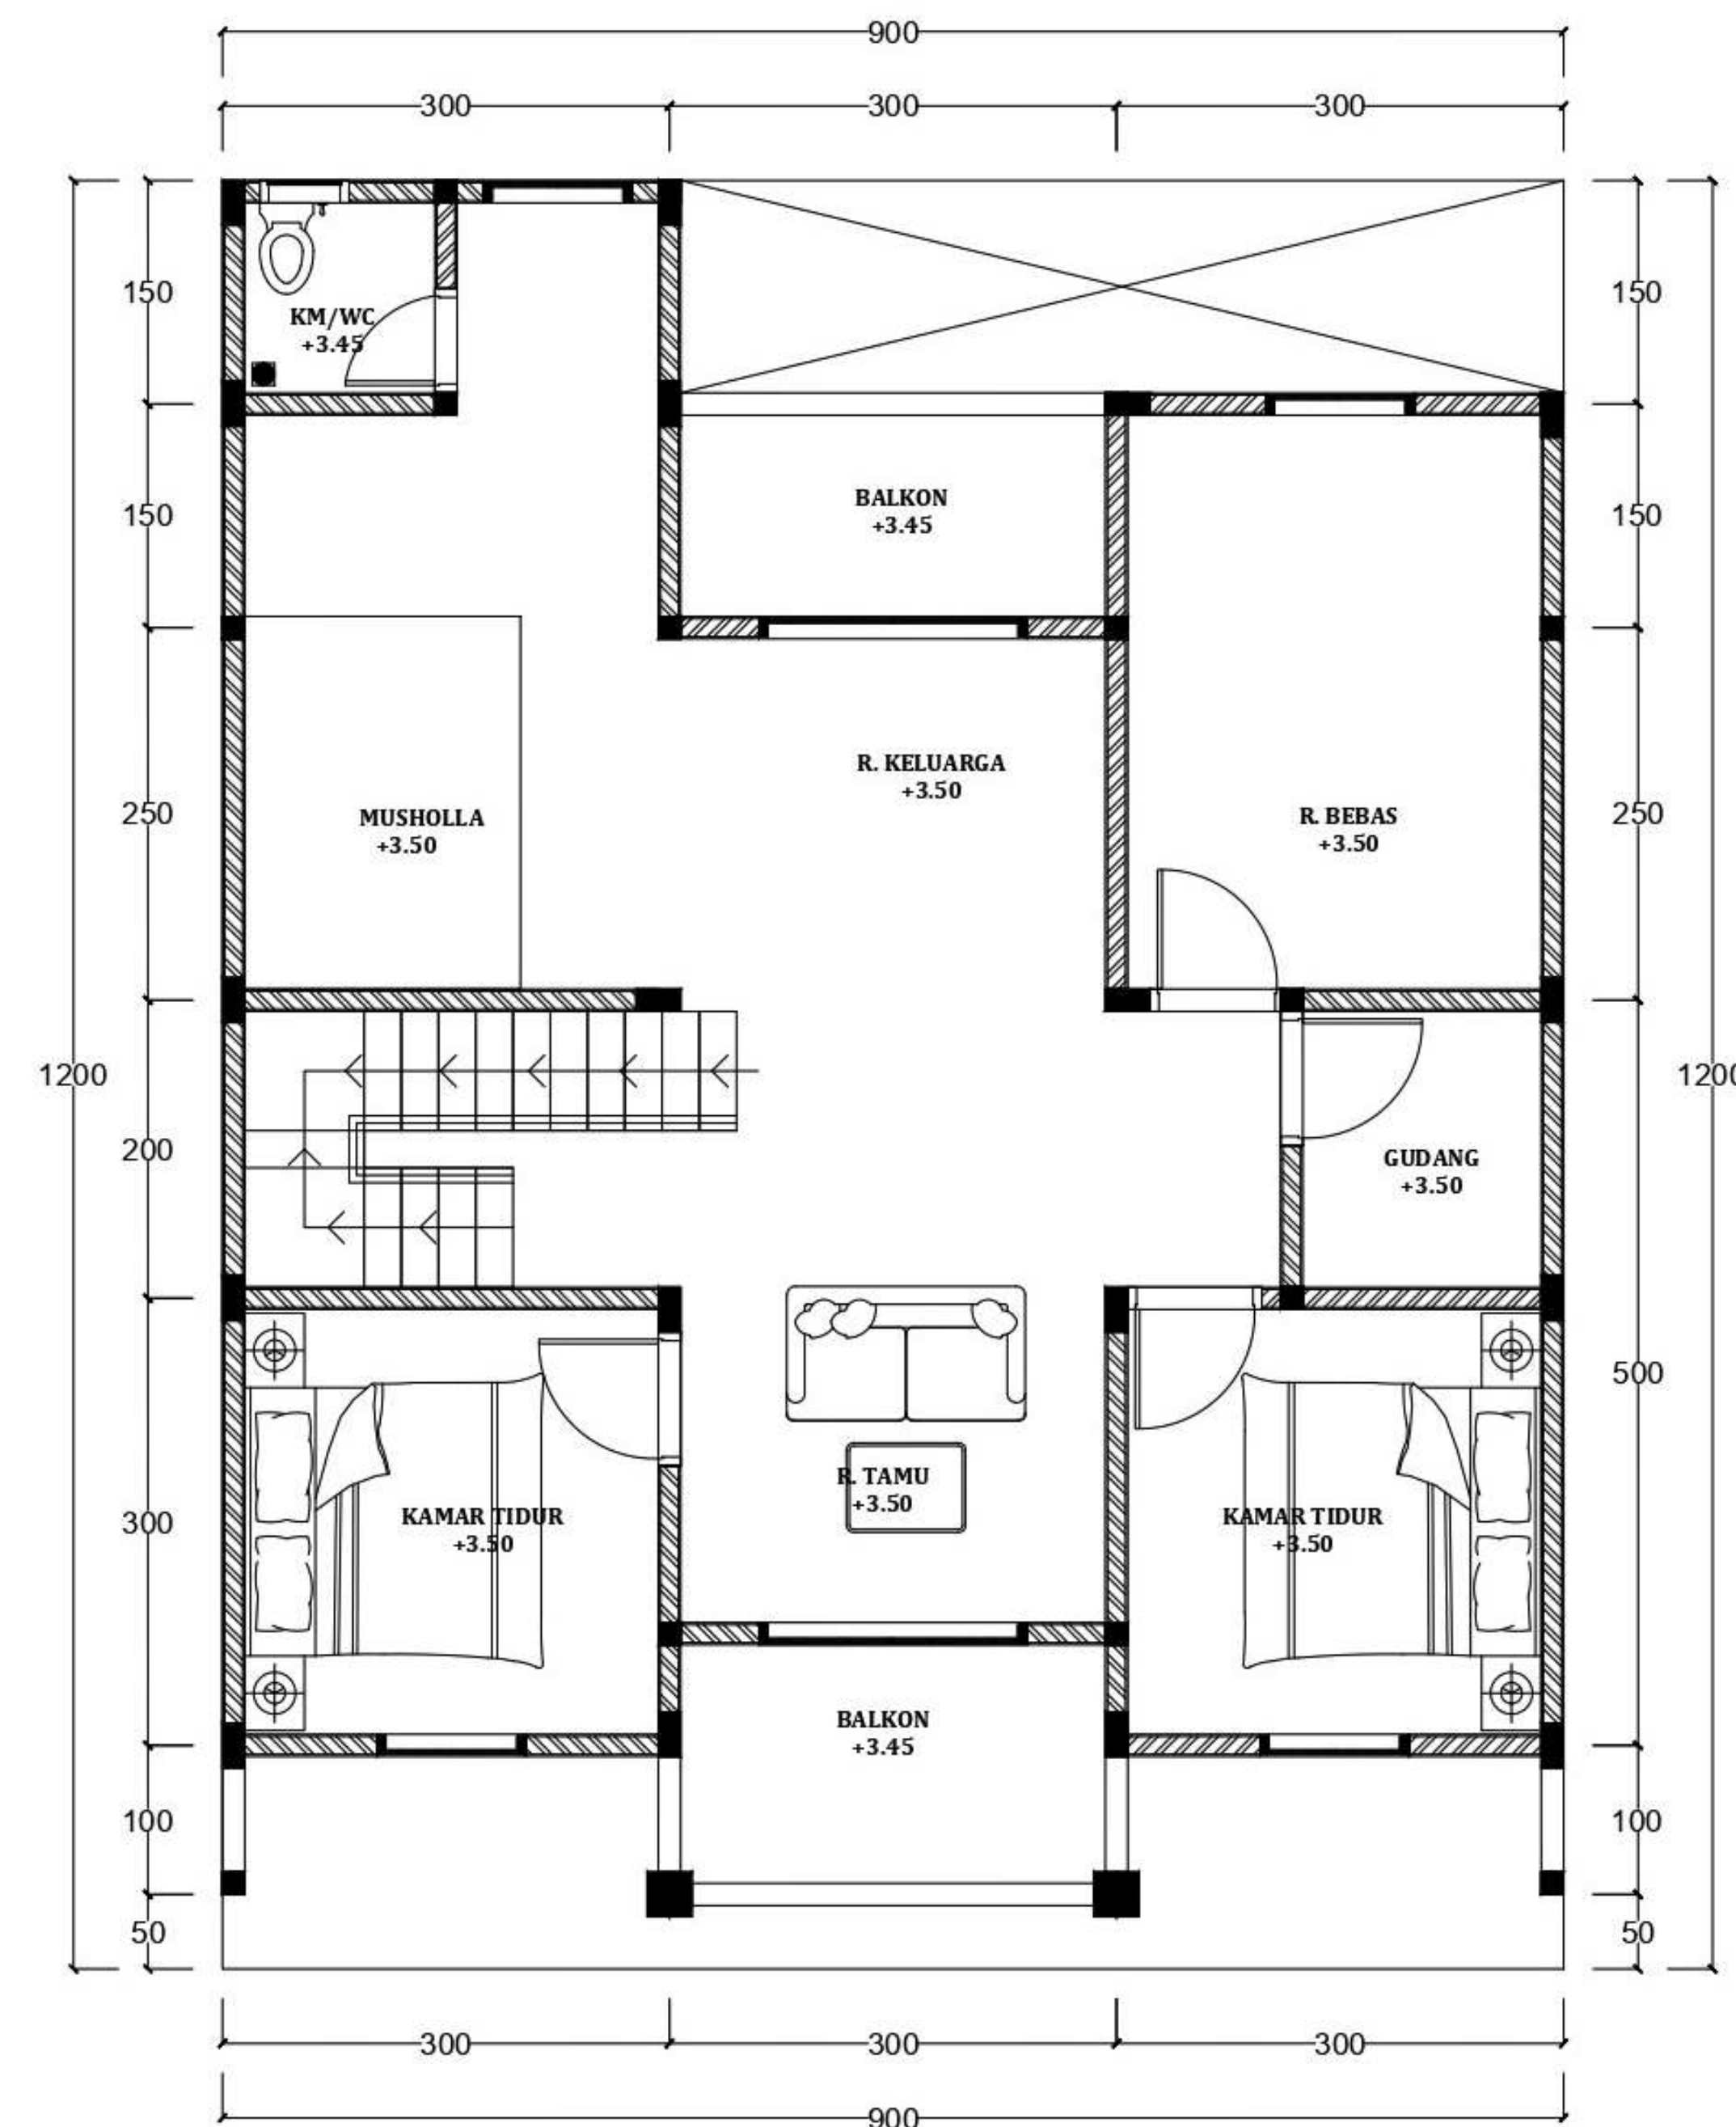 900
300 300 300
150 150
KM/WC
+3.45
150 150
BALKON
+3.45
250 250
R. KELUARGA
+3.50
MUSHOLLA
+3.50
R. BEBAS
+3.50
1200 1200
200
GUDANG
+3.50
500
300
R. TAMU
+3.50
KAMAR TIDUR
+3.50
KAMAR TIDUR
+3.50
BALKON
+3.45
100 100
50 50
300 300 300
900